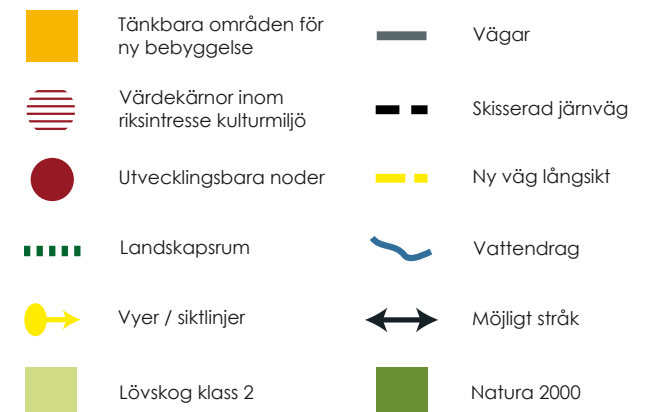 Tänkbara områden för
ny bebyggelse
Vägar
Värdekärnor inom
riksintresse kulturmiljö
Skisserad järnväg
Utvecklingsbara noder
Ny väg långsikt
Landskapsrum
Vattendrag
Vyer / siktlinjer
Möjligt stråk
Lövskog klass 2
Natura 2000